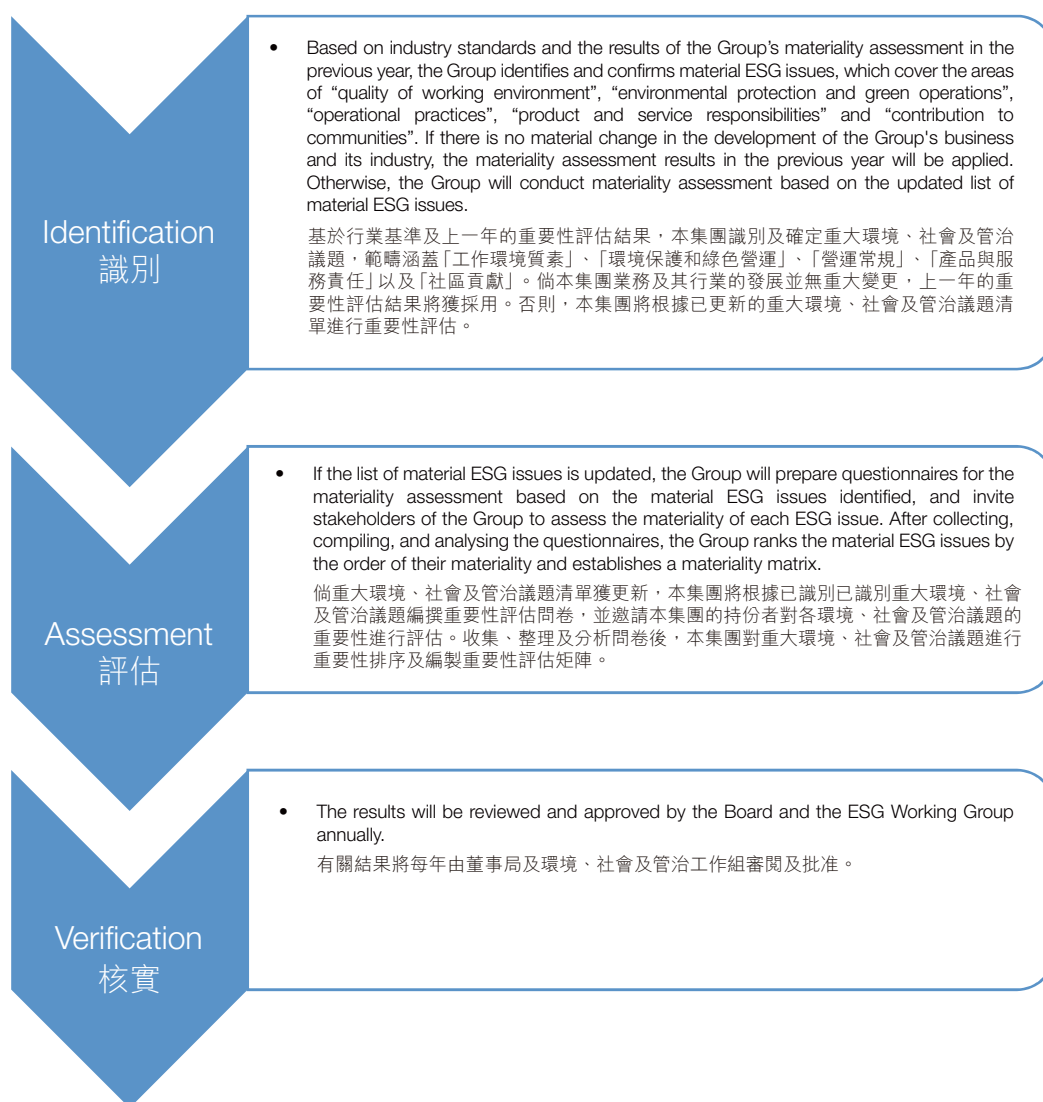 Identification
識別
• Based on industry standards and the results of the Group’s materiality assessment in the
previous year, the Group identifies and confirms material ESG issues, which cover the areas
of “quality of working environment”, “environmental protection and green operations”,
“operational practices”, “product and service responsibilities” and “contribution to
communities”. If there is no material change in the development of the Group's business
and its industry, the materiality assessment results in the previous year will be applied.
Otherwise, the Group will conduct materiality assessment based on the updated list of
material ESG issues.
基於行業基準及上一年的重要性評估結果，本集團識別及確定重大環境、社會及管治
議題，範疇涵蓋「工作環境質素」、「環境保護和綠色營運」、「營運常規」、「產品與服
務責任」以及「社區貢獻」。倘本集團業務及其行業的發展並無重大變更，上一年的重
要性評估結果將獲採用。否則，本集團將根據已更新的重大環境、社會及管治議題清
單進行重要性評估。
Assessment
評估
• If the list of material ESG issues is updated, the Group will prepare questionnaires for the
materiality assessment based on the material ESG issues identified, and invite
stakeholders of the Group to assess the materiality of each ESG issue. After collecting,
compiling, and analysing the questionnaires, the Group ranks the material ESG issues by
the order of their materiality and establishes a materiality matrix.
倘重大環境、社會及管治議題清單獲更新，本集團將根據已識別已識別重大環境、社會
及管治議題編撰重要性評估問卷，並邀請本集團的持份者對各環境、社會及管治議題的
重要性進行評估。收集、整理及分析問卷後，本集團對重大環境、社會及管治議題進行
重要性排序及編製重要性評估矩陣。
Verification
核實
• The results will be reviewed and approved by the Board and the ESG Working Group
annually.
有關結果將每年由董事局及環境、社會及管治工作組審閱及批准。